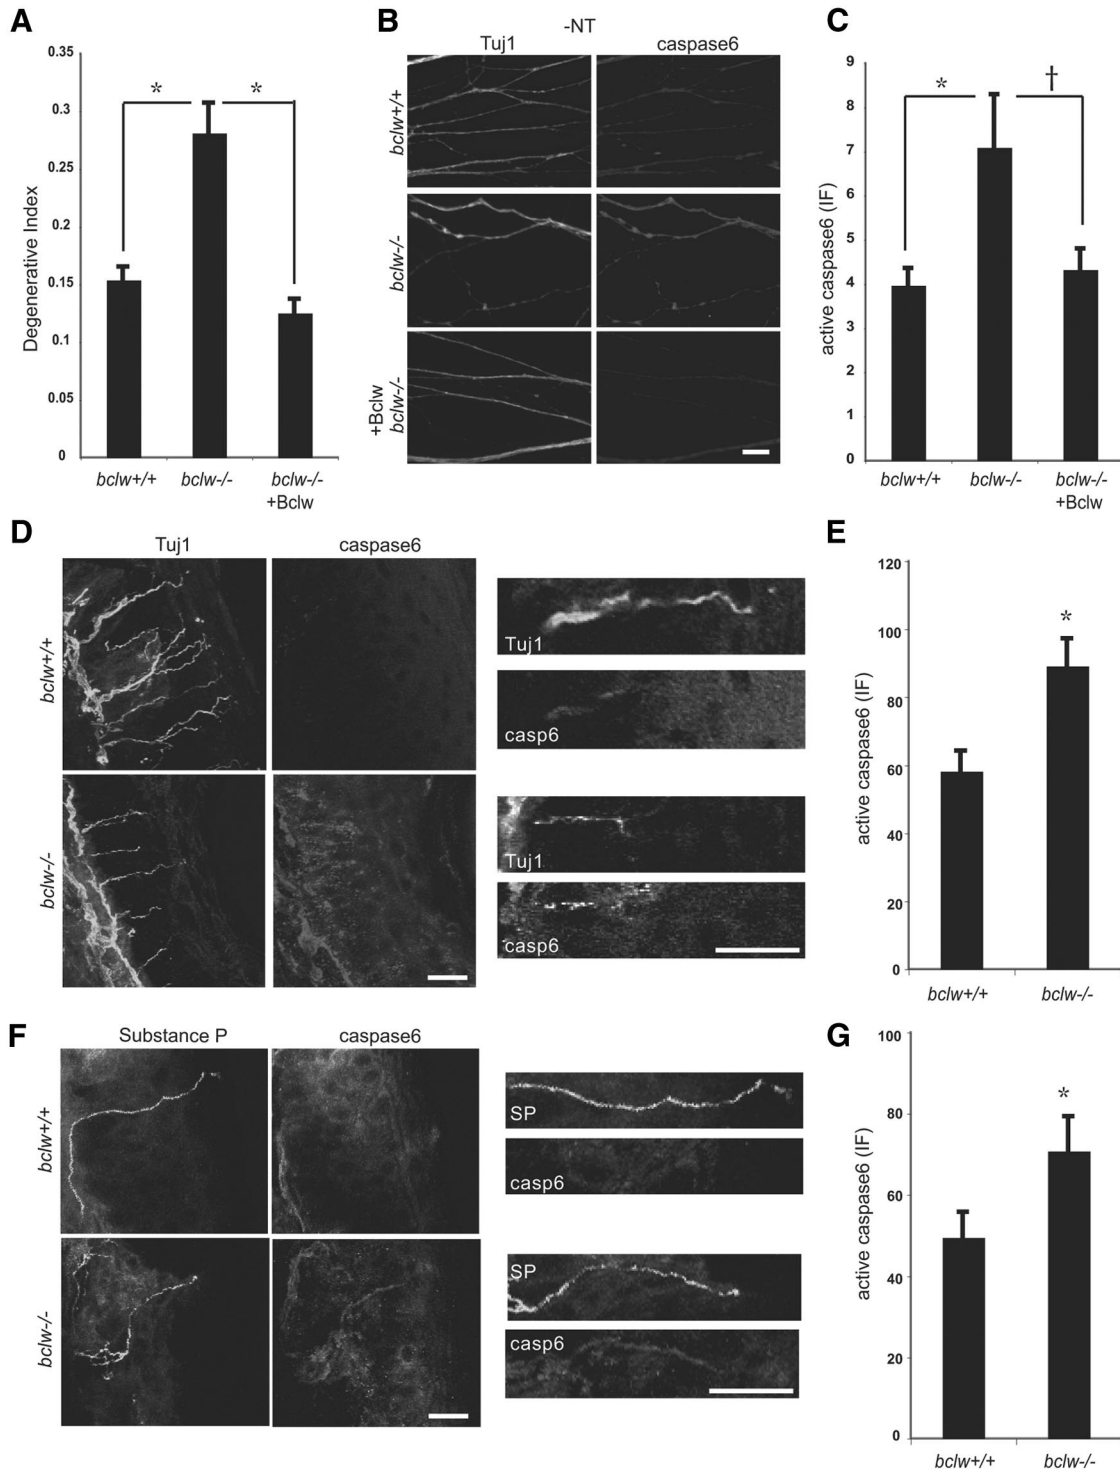 A
Degenerative Index
0.35
0.3
0.25
0.2
0.15
0.1
0.05
0
*
*
bclw+/+
bclw-/-
bclw-/-
+Bclw
B
-NT
Tuj1
caspase6
bclw+/+
bclw-/-
+Bclw
bclw-/-
C
active caspase6 (IF)
9
8
7
6
5
4
3
2
1
0
*
†
bclw+/+
bclw-/-
bclw-/-
+Bclw
D
Tuj1
caspase6
bclw+/+
bclw-/-
Tuj1
casp6
Tuj1
casp6
E
active caspase6 (IF)
120
100
80
60
40
20
0
*
bclw+/+
bclw-/-
F
Substance P
caspase6
bclw+/+
bclw-/-
SP
casp6
SP
casp6
G
active caspase6 (IF)
100
80
60
40
20
0
*
bclw+/+
bclw-/-